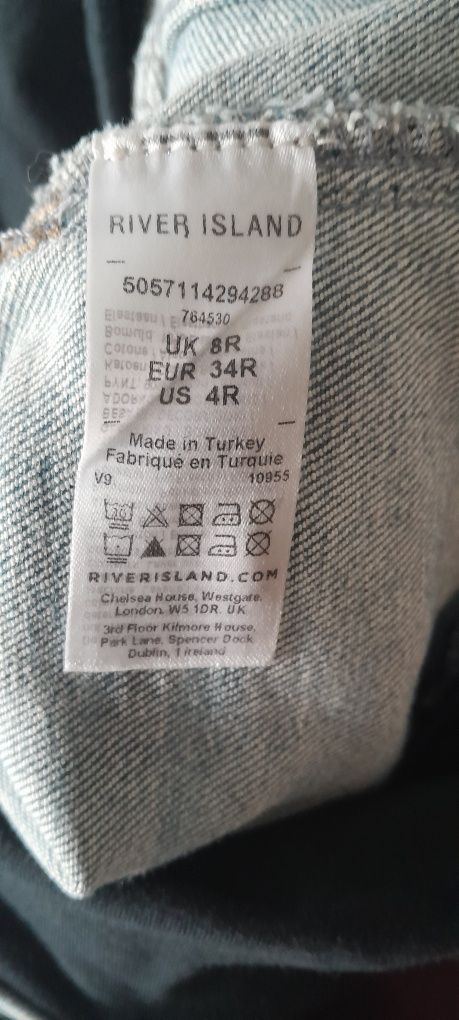 RIVER ISLAND
5057114294288
764530
UK 8R
EUR 34R
US 4R
Made in Turkey
Fabriqué en Turquie
V9 10955
30
RIVERISLAND.COM
Chelsea House, Westgate,
London. W5 1DR. UK
3rd Floor Kilmore House,
Park Lane, Spencer Dock
Dublin, 1 Ireland